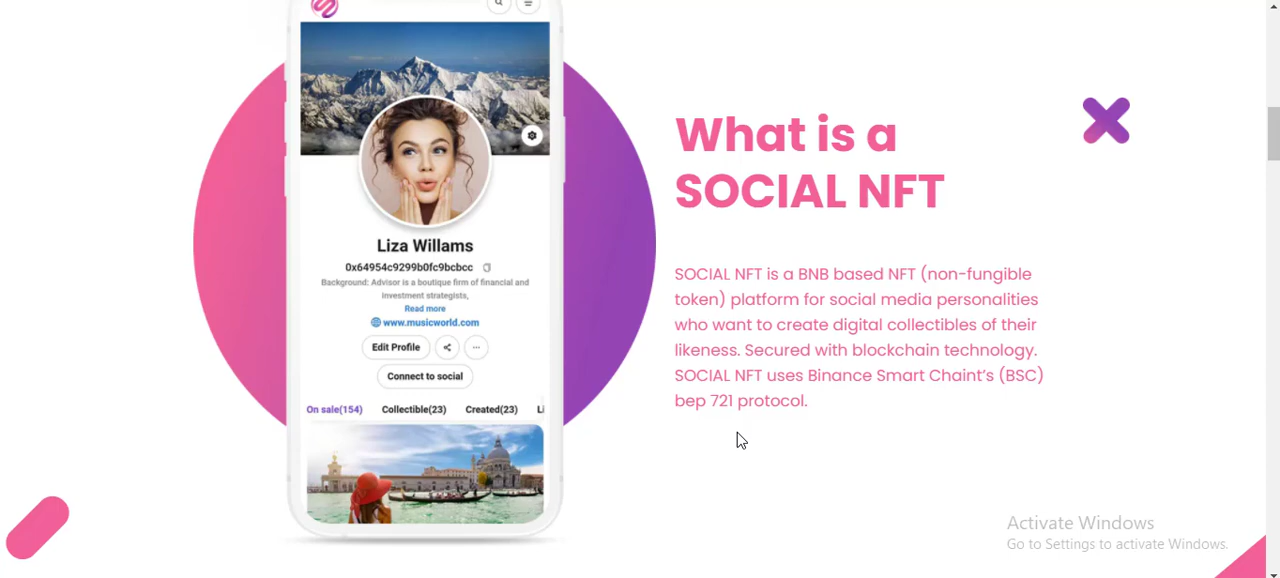 What is a
SOCIAL NFT
SOCIAL NFT is a BNB based NFT (non-fungible
token) platform for social media personalities
who want to create digital collectibles of their
likeness. Secured with blockchain technology.
SOCIAL NFT uses Binance Smart Chaint’s (BSC)
bep 721 protocol.
Liza Willams
0x64954c9299b0fc9bcbcc
Background: Advisor is a boutique firm of financial and
Investment strategists,
Read more
www.musicworld.com
Edit Profile
Connect to social
On sale(154) Collectible(23) Created(23) Li
Activate Windows
Go to Settings to activate Windows.